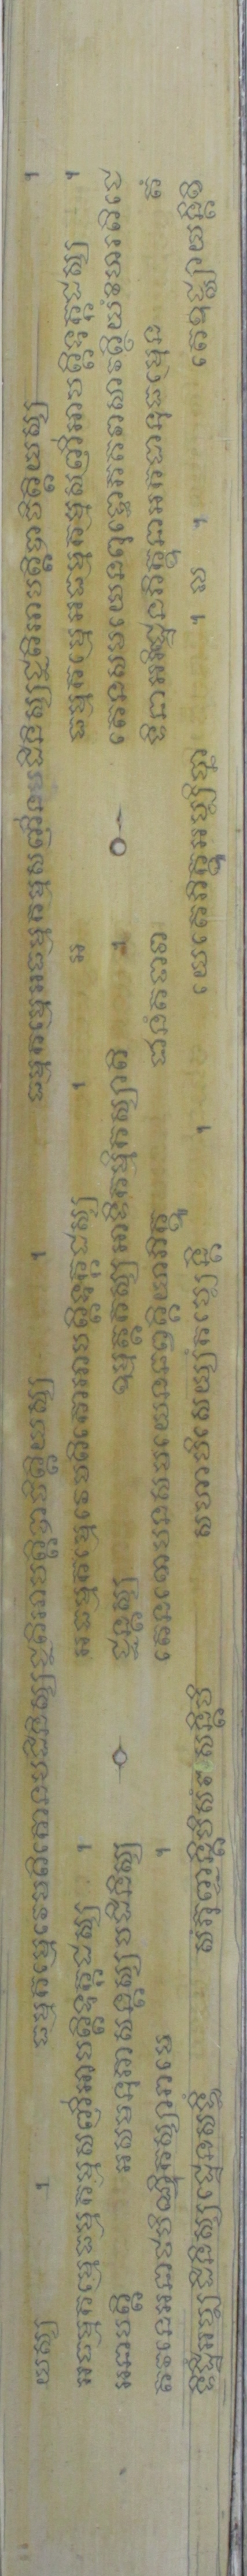 យស្ស ។ ធម្មកម្មេវេមតិកោនប្បដិនិស្សជ្ជតិអាបត្តិបាចិត្តិយស្ស ។ ធម្មកម្មេអធម្មកម្មសញ្ញីនប្បដិនិស្សជ្ជតិអាបត្តិបាចិត្តិយស្ស ។
អធម្មកម្មេធម្មកម្មសញ្ញីអាបត្តិទុក្កដស្ស ។ អធម្មកម្មេវេមតិកោអាបត្តិទុក្កដស្ស ។ អ ធម្មកម្មេអធម្មកម្មសញ្ញីអាបត្តិទុក្កដស្ស ។
អនាបត្តិ អសមនុភាសន្តស្សបដិនិស្ស ជ្ជន្តស្ស ឧម្មត្តកស្សអាទិកម្មិកស្សាតិ ។ តេនសមយេនពុទ្ធោភគវាសាវត្ថិយំវិហរតិជេ
តវនេអនាថបិណ្ឌិកស្សារាមេ ។ តេនខោបនសមយេនឆព្វគ្គិយាភិក្ខូ ជានំតថាវា ទិនាអរិដ្ឋេនភិក្ខុនាអកដានុធម្មេន តំ
ទិដ្ឋិំអប្បដិនិស្សដ្ឋេនសទ្ធិំ សំភុញ្ជន្តិបិសំវសន្តិបិ សហាបិសេយ្យំកប្បេន្តិ ។ យេតេភិក្ខូអប្បិច្ឆា ។ ល ។ តេឧជ្ឈាយន្តិខិ